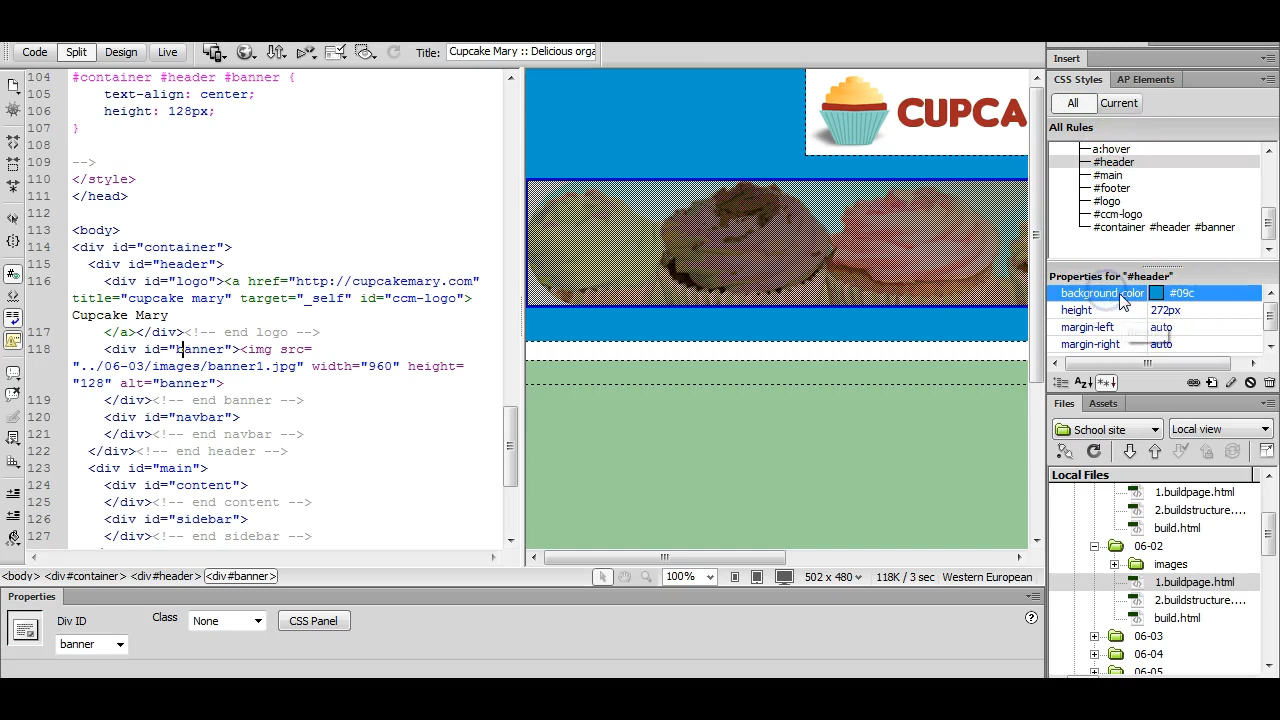 Code Split Design Live Title: Cupcake Mary :: Delicious orga
104 #container #header #banner {
105 text-align: center;
106 height: 128px;
107 }
108
109 -->
110 </style>
111 </head>
112
113 <body>
114 <div id="container">
115 <div id="header">
116 <div id="logo"><a href="http://cupcakemary.com"
title="cupcake mary" target="_self" id="ccm-logo">
Cupcake Mary
117 </a></div><!-- end logo -->
118 <div id="banner"><img src=
"../06-03/images/banner1.jpg" width="960" height=
"128" alt="banner">
119 </div><!-- end banner -->
120 <div id="navbar">
121 </div><!-- end navbar -->
122 </div><!-- end header -->
123 <div id="main">
124 <div id="content">
125 </div><!-- end content -->
126 <div id="sidebar">
127 </div><!-- end sidebar -->
CUPCA
<body> <div#container> <div#header> <div#banner> 100% 502 x 480 118K / 3 sec Western European
Properties
Div ID Class None CSS Panel
banner
Insert
CSS Styles AP Elements
All Current
All Rules
a:hover
#header
#main
#footer
#logo
#ccm-logo
#container #header #banner
Properties for "#header"
background-color #09c
height 272px
margin-left auto
margin-right auto
Files Assets
School site Local view
Local Files
1.buildpage.html
2.buildstructure....
build.html
06-02
images
1.buildpage.html
2.buildstructure....
build.html
06-03
06-04
06-05